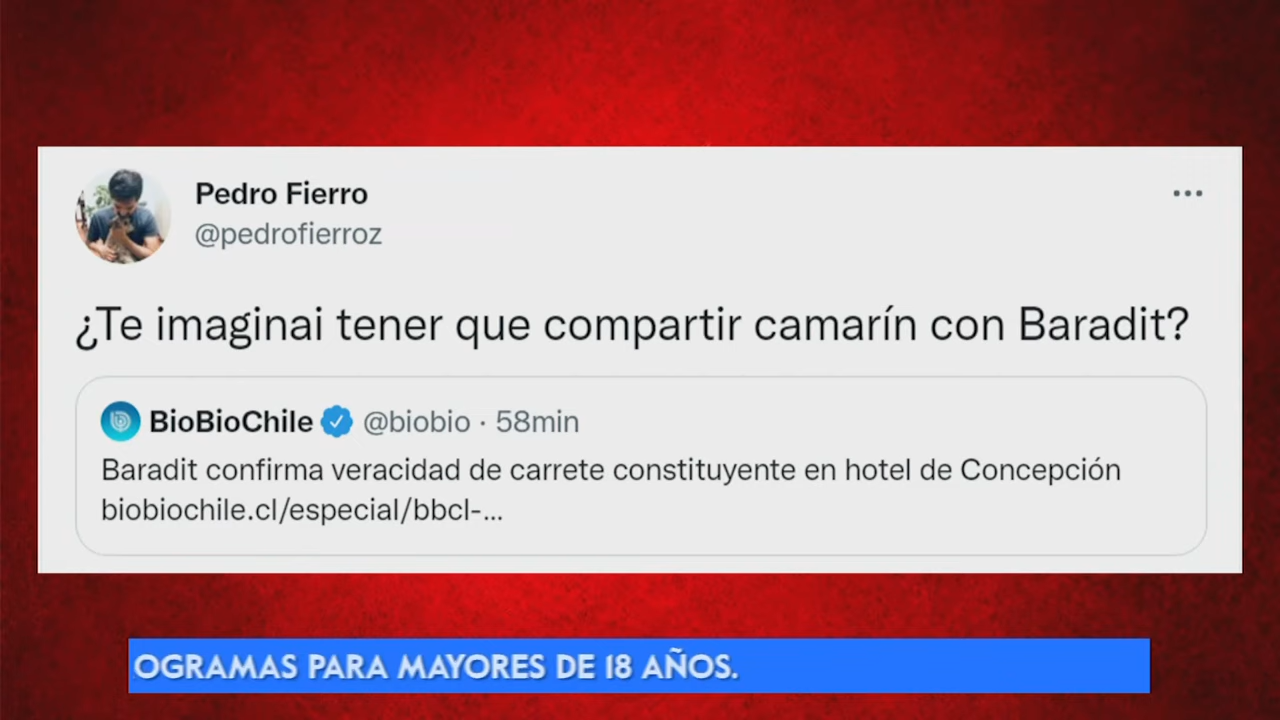 Pedro Fierro
@pedrofierroz
¿Te imaginai tener que compartir camarín con Baradit?
BioBioChile @biobio · 58min
Baradit confirma veracidad de carrete constituyente en hotel de Concepción
biobiochile.cl/especial/bbcl-...
OGRAMAS PARA MAYORES DE 18 AÑOS.